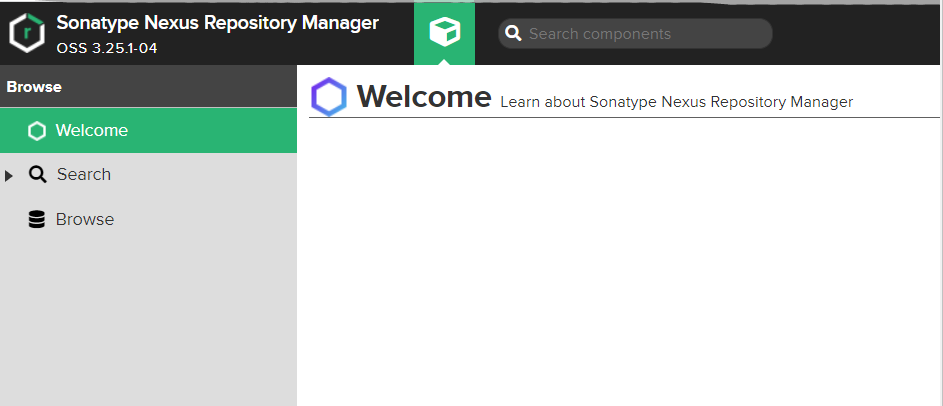 Sonatype Nexus Repository Manager
OSS 3.25.1-04
Search components
Browse
Welcome
Search
Browse
Welcome Learn about Sonatype Nexus Repository Manager